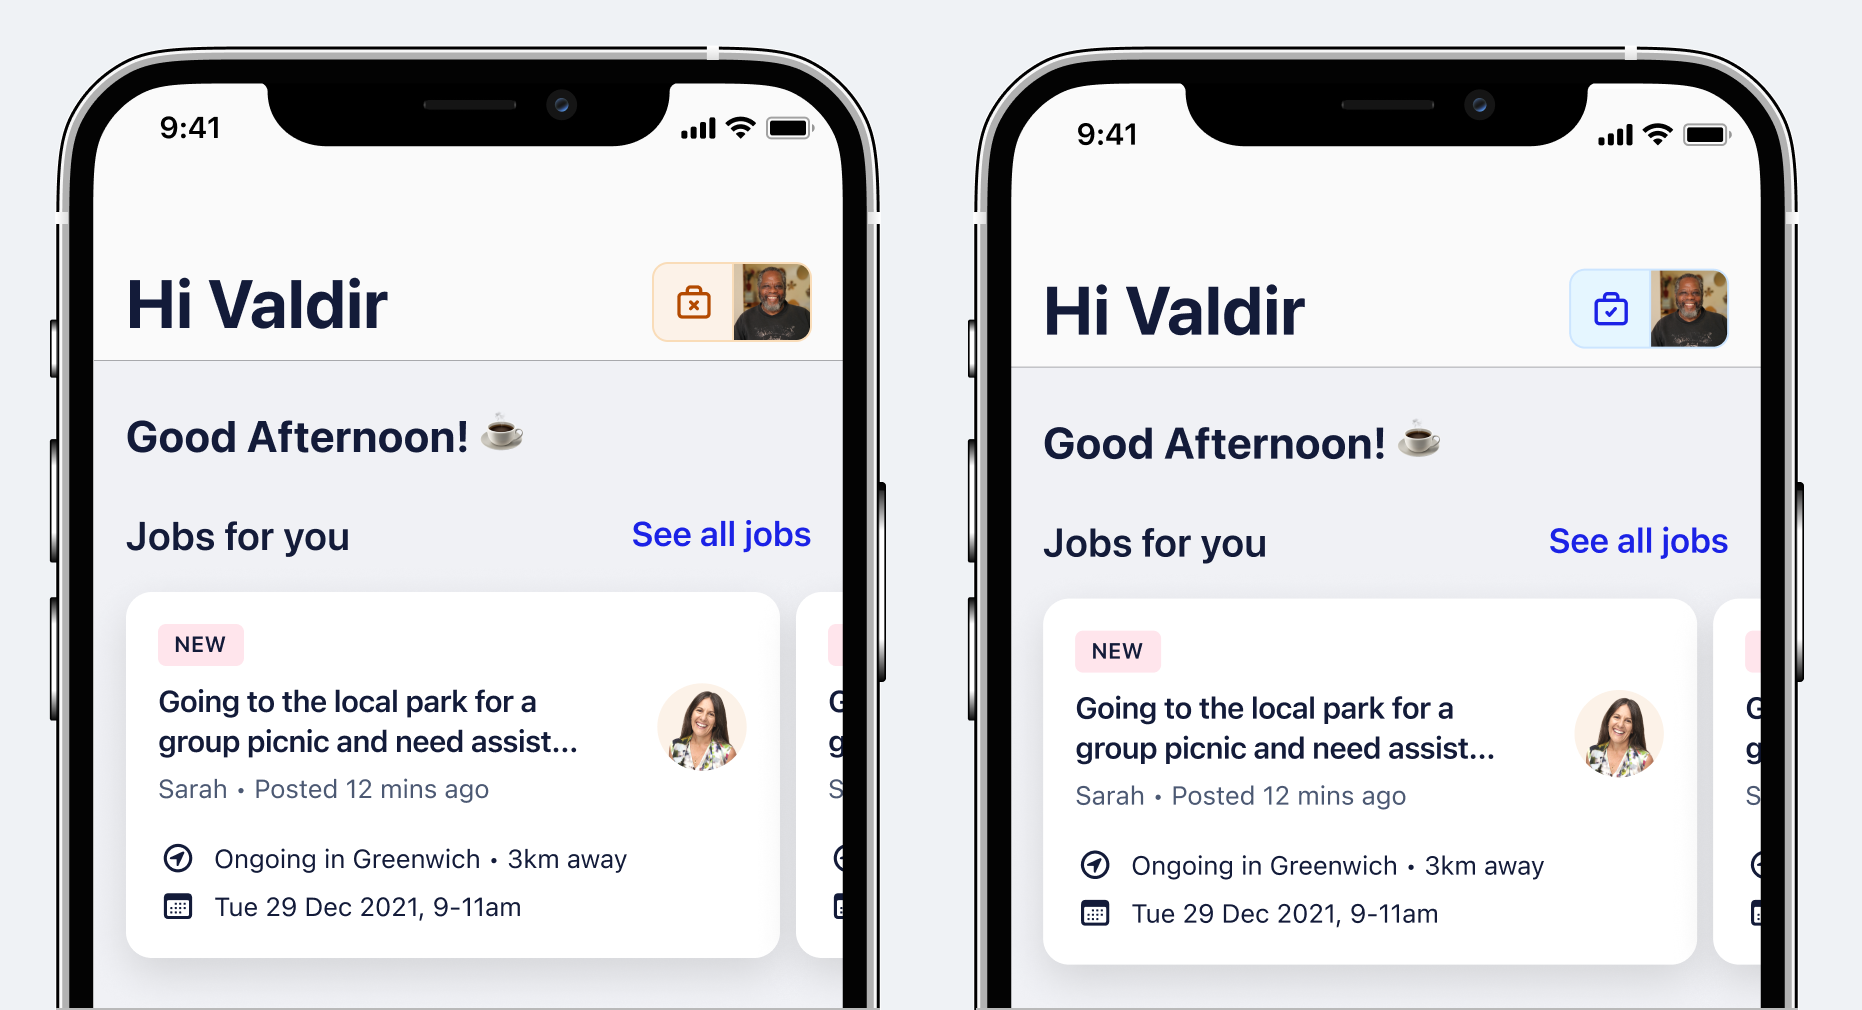 9:41
Hi Valdir
Good Afternoon!
Jobs for you
See all jobs
NEW
Going to the local park for a
group picnic and need assist...
Sarah • Posted 12 mins ago
Ongoing in Greenwich • 3km away
Tue 29 Dec 2021, 9-11am
G
g
S
9:41
Hi Valdir
Good Afternoon!
Jobs for you
See all jobs
NEW
Going to the local park for a
group picnic and need assist...
Sarah • Posted 12 mins ago
Ongoing in Greenwich • 3km away
Tue 29 Dec 2021, 9-11am
G
g
S